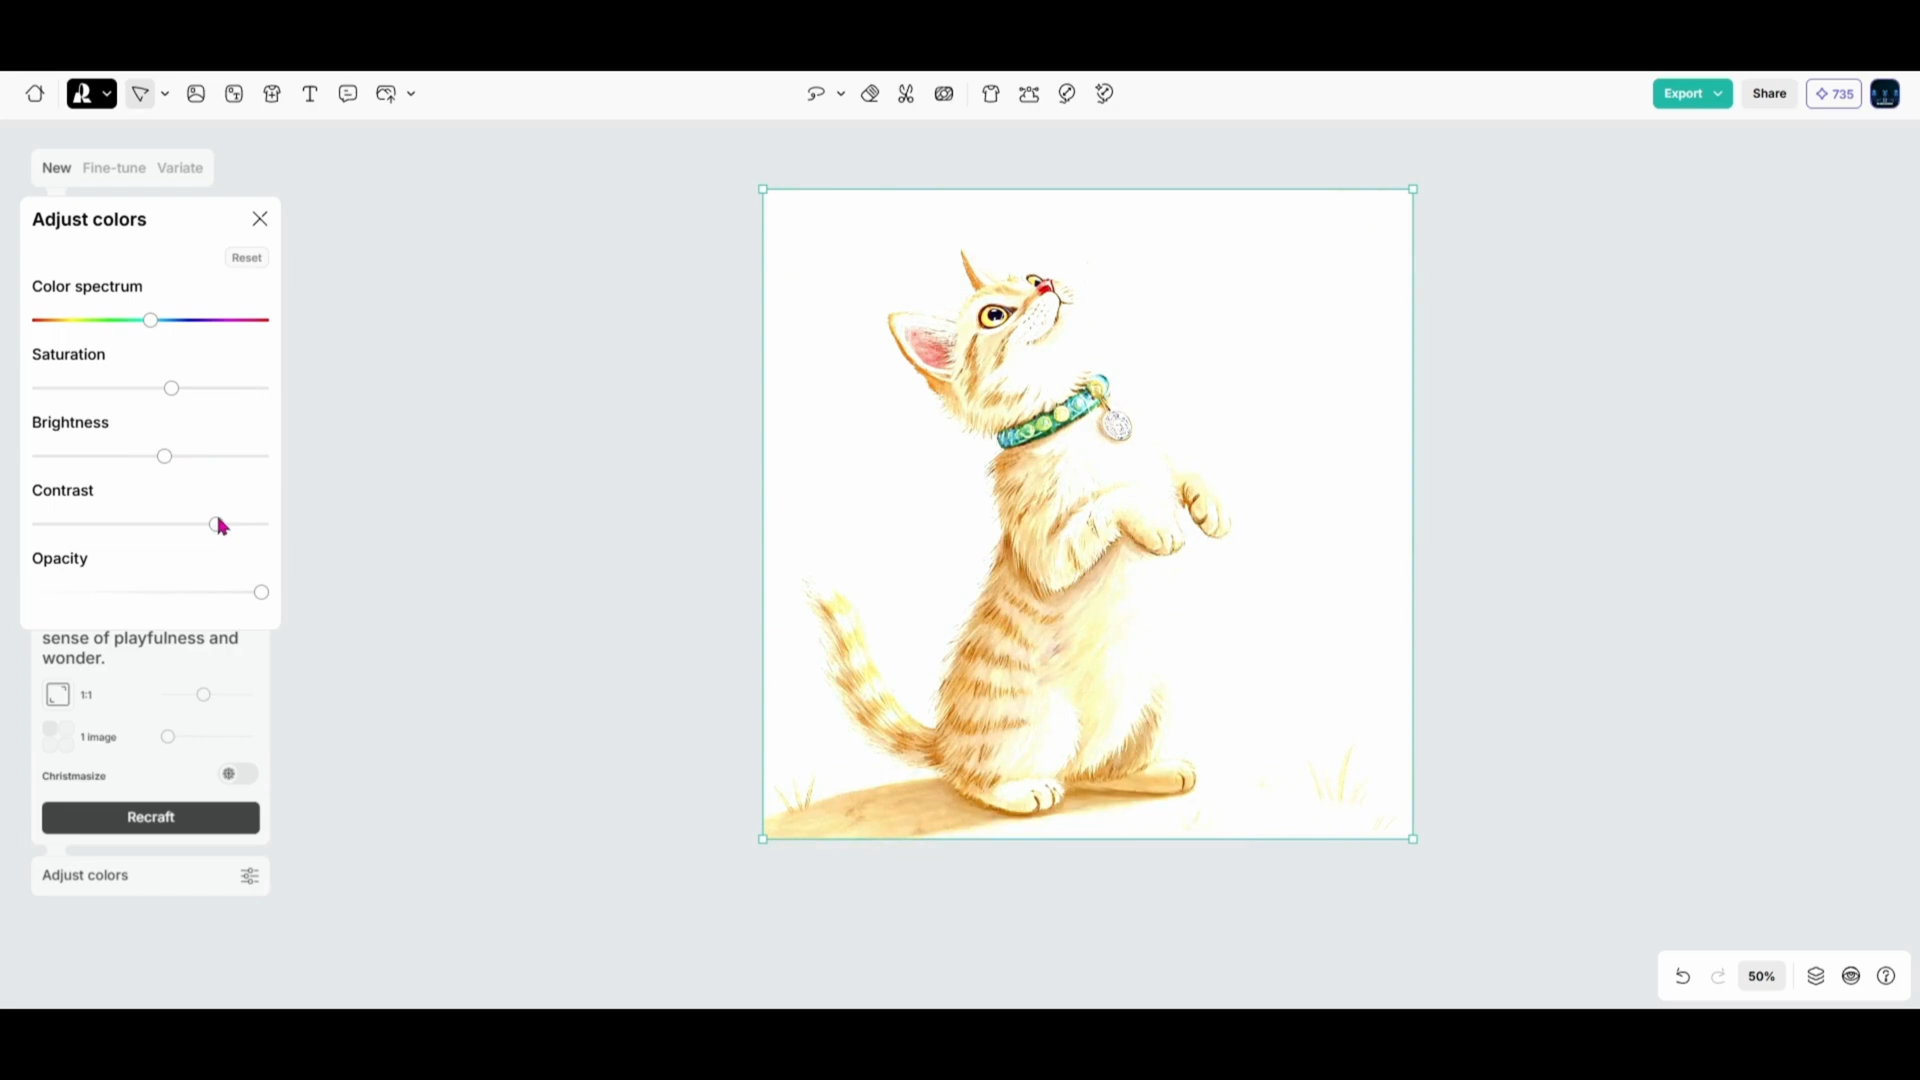 Export
Share
735
New Fine-tune Variate
Adjust colors
Reset
Color spectrum
Saturation
Brightness
Contrast
Opacity
sense of playfulness and
wonder.
1:1
1 image
Christmasize
Recraft
Adjust colors
50%